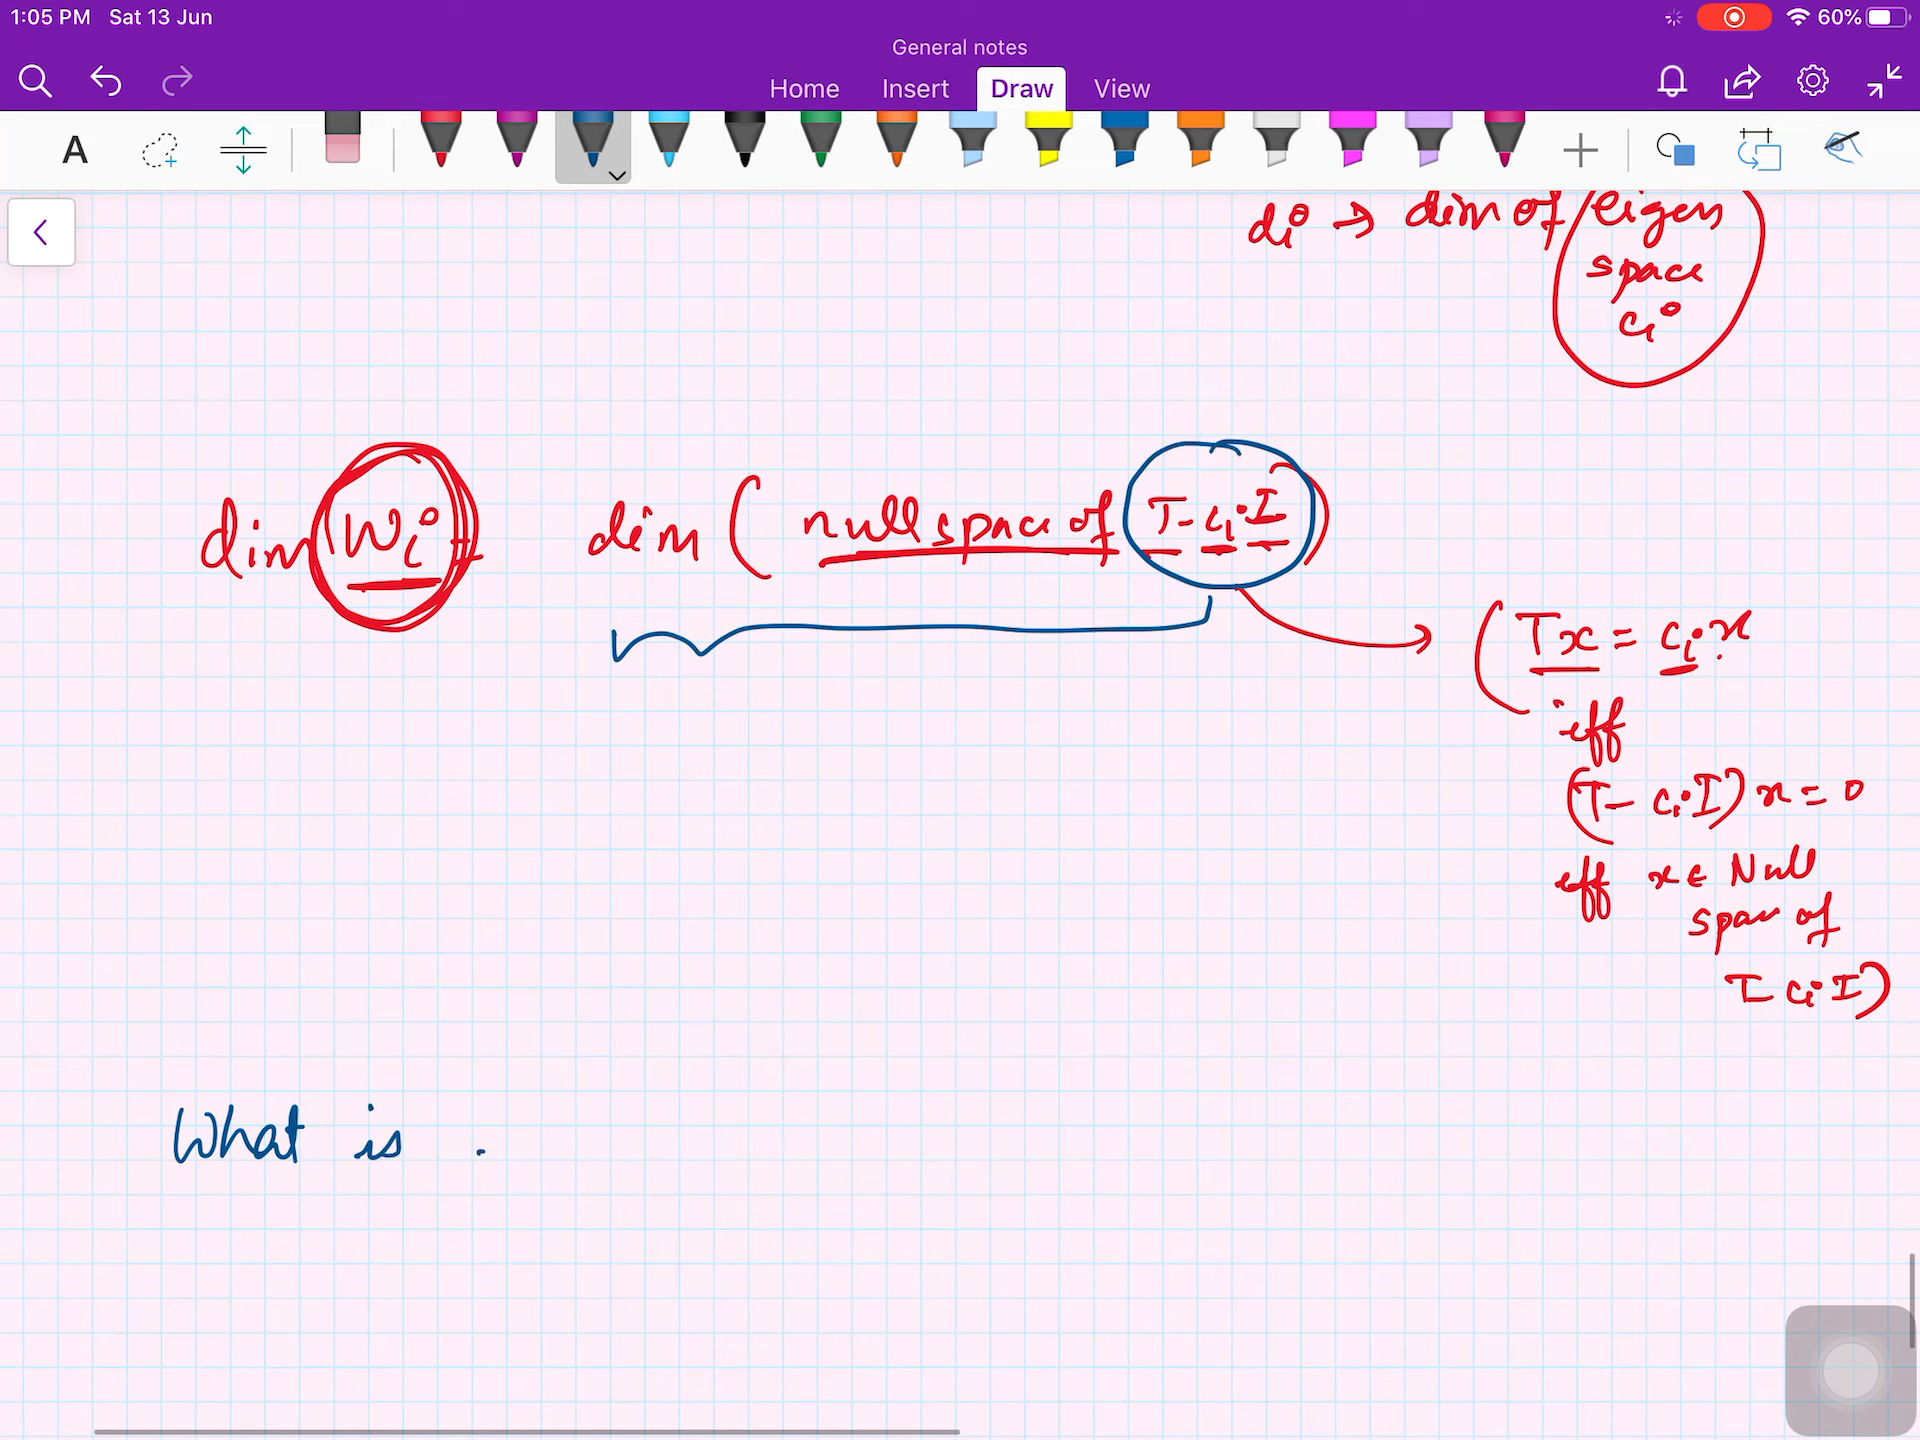 1:05 PM Sat 13 Jun
60%
General notes
Home Insert Draw View
A
di → dim of eigen
space
ci
dim Wi = dim ( null space of T - ci I )
( Tx = ci x
iff
(T - ci I) x = 0
iff x ∈ Null
space of
T - ci I )
What is .